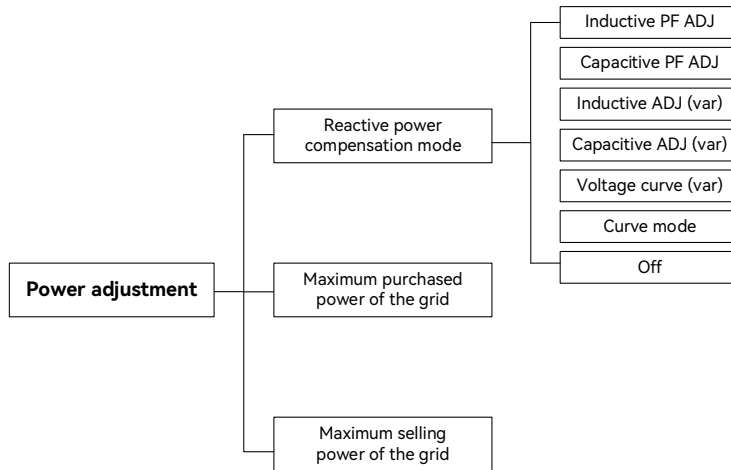 Inductive PF ADJ
Capacitive PF ADJ
Inductive ADJ (var)
Reactive power
compensation mode
Capacitive ADJ (var)
Voltage curve (var)
Curve mode
Off
Power adjustment
Maximum purchased
power of the grid
Maximum selling
power of the grid